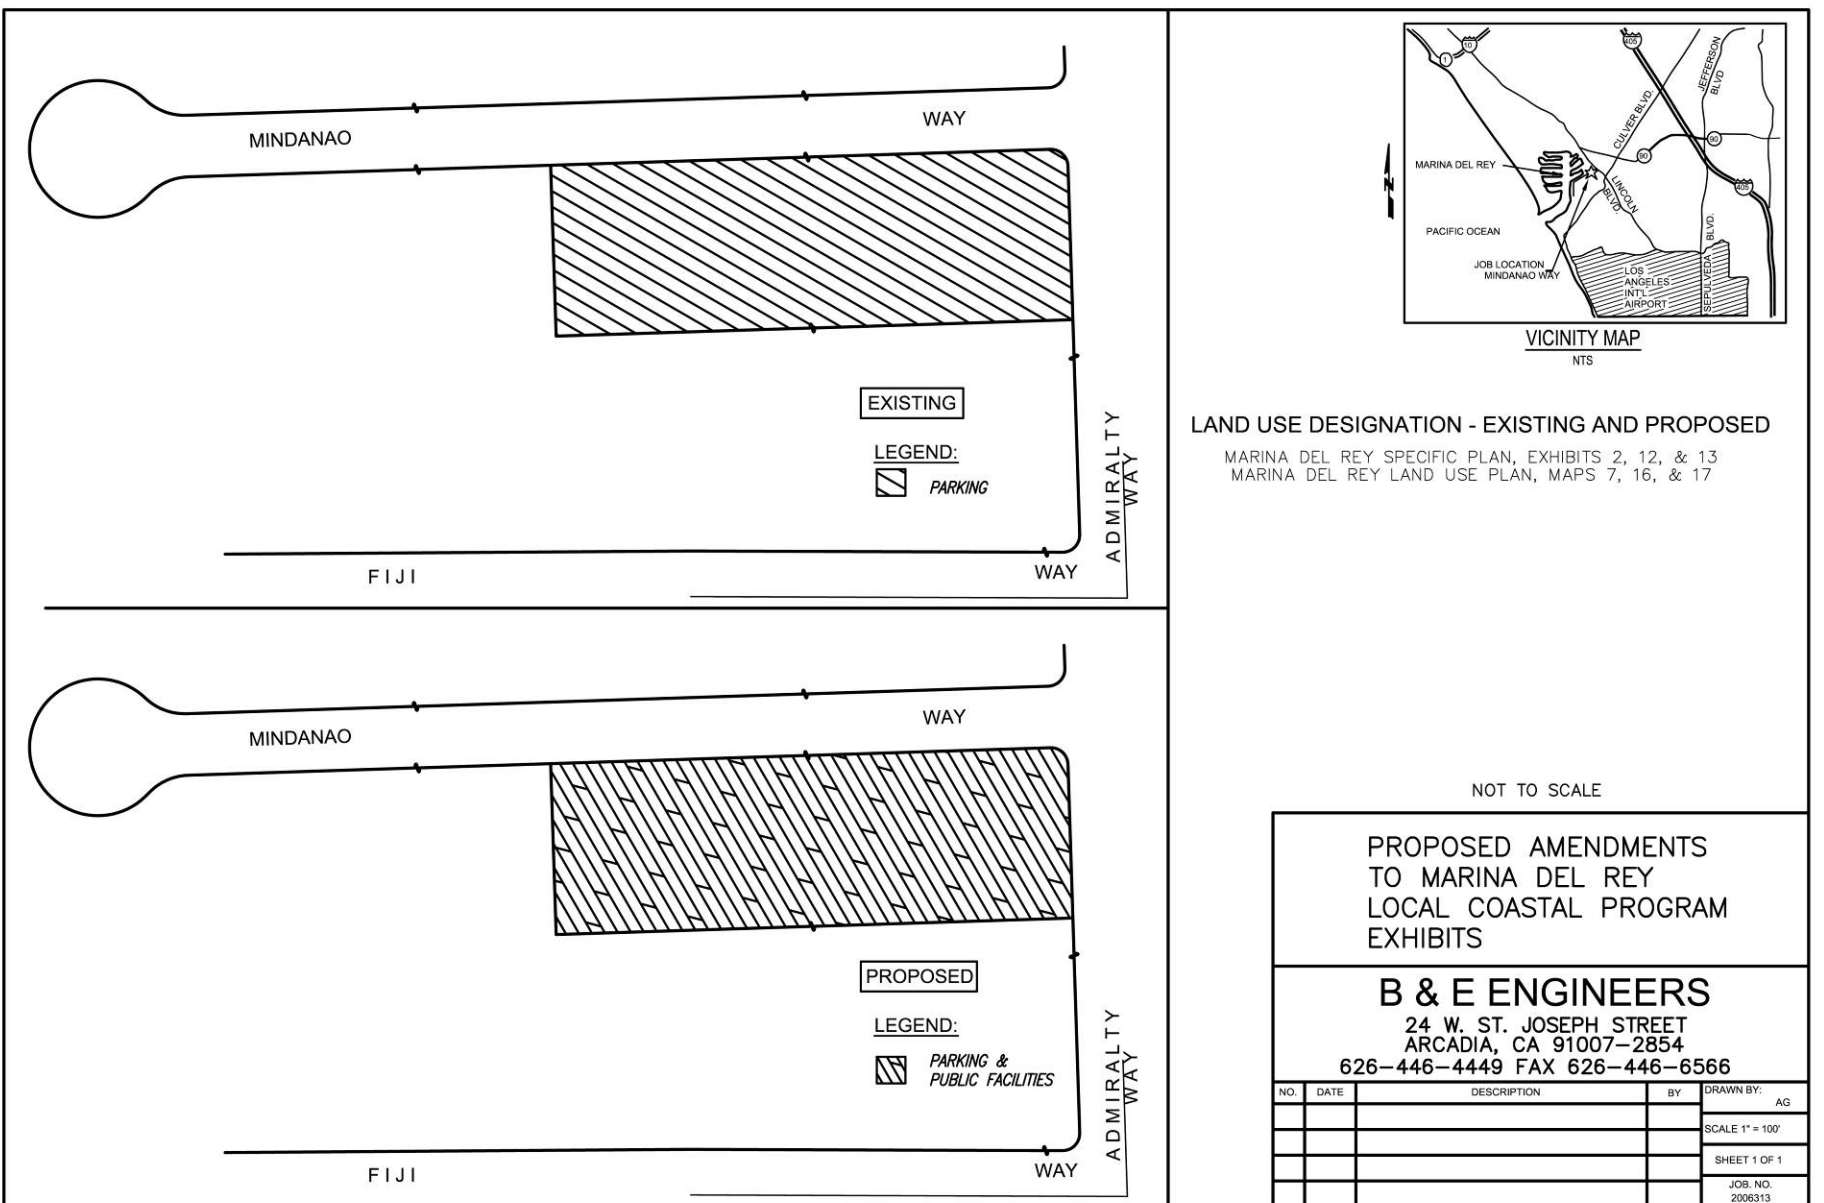 MINDANAO
WAY
EXISTING
LEGEND:
PARKING
ADMIRALTY
WAY
FIJI
WAY
MINDANAO
WAY
PROPOSED
LEGEND:
PARKING &
PUBLIC FACILITIES
ADMIRALTY
WAY
FIJI
WAY
1
10
405
JEFFERSON
BLVD
CULVER BLVD.
90
90
MARINA DEL REY
LINCOLN
BLVD.
405
N
PACIFIC OCEAN
JOB LOCATION
MINDANAO WAY
LOS
ANGELES
INT'L
AIRPORT
SEPULVEDA BLVD.
VICINITY MAP
NTS
LAND USE DESIGNATION - EXISTING AND PROPOSED
MARINA DEL REY SPECIFIC PLAN, EXHIBITS 2, 12, & 13
MARINA DEL REY LAND USE PLAN, MAPS 7, 16, & 17
NOT TO SCALE
PROPOSED AMENDMENTS
TO MARINA DEL REY
LOCAL COASTAL PROGRAM
EXHIBITS
B & E ENGINEERS
24 W. ST. JOSEPH STREET
ARCADIA, CA 91007-2854
626-446-4449 FAX 626-446-6566
NO. DATE DESCRIPTION BY DRAWN BY:
AG
SCALE 1" = 100'
SHEET 1 OF 1
JOB. NO.
2006313